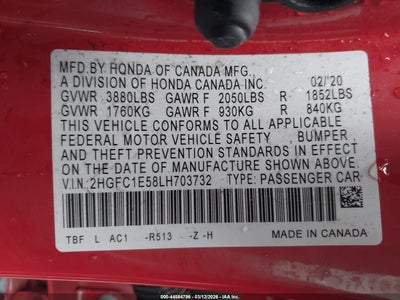 MFD.BY HONDA OF CANADA MFG.
A DIVISION OF HONDA CANADA INC. 02/'20
GVWR 3880LBS GAWR F 2050LBS R 1852LBS
GVWR 1760KG GAWR F 930KG R 840KG
THIS VEHICLE CONFORMS TO ALL APPLICABLE
FEDERAL MOTOR VEHICLE SAFETY BUMPER
AND THEFT PREVENTION STANDARDS IN EFFECT
ON THE DATE OF MANUFACTURE SHOWN ABOVE.
V.I.N:2HGFC1E58LH703732 TYPE:PASSENGER CAR
TBF L AC1 -R513 -Z -H MADE IN CANADA
IAA 44584796 - 03/12/2026 - IAA, Inc.